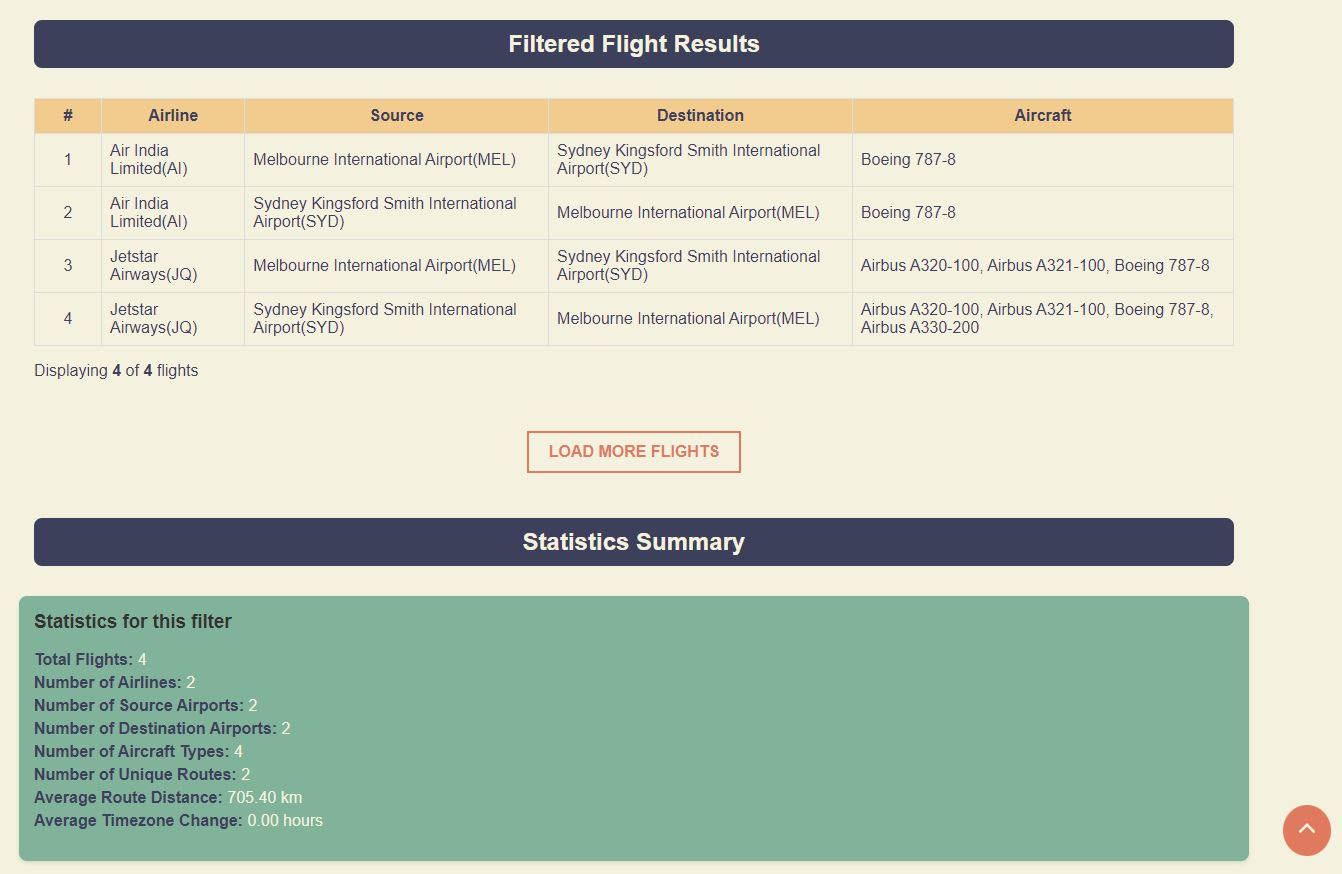 Filtered Flight Results
# Airline Source Destination Aircraft
1 Air India Limited(AI) Melbourne International Airport(MEL) Sydney Kingsford Smith International Airport(SYD) Boeing 787-8
2 Air India Limited(AI) Sydney Kingsford Smith International Airport(SYD) Melbourne International Airport(MEL) Boeing 787-8
3 Jetstar Airways(JQ) Melbourne International Airport(MEL) Sydney Kingsford Smith International Airport(SYD) Airbus A320-100, Airbus A321-100, Boeing 787-8
4 Jetstar Airways(JQ) Sydney Kingsford Smith International Airport(SYD) Melbourne International Airport(MEL) Airbus A320-100, Airbus A321-100, Boeing 787-8, Airbus A330-200
Displaying 4 of 4 flights
LOAD MORE FLIGHTS
Statistics Summary
Statistics for this filter
Total Flights: 4
Number of Airlines: 2
Number of Source Airports: 2
Number of Destination Airports: 2
Number of Aircraft Types: 4
Number of Unique Routes: 2
Average Route Distance: 705.40 km
Average Timezone Change: 0.00 hours